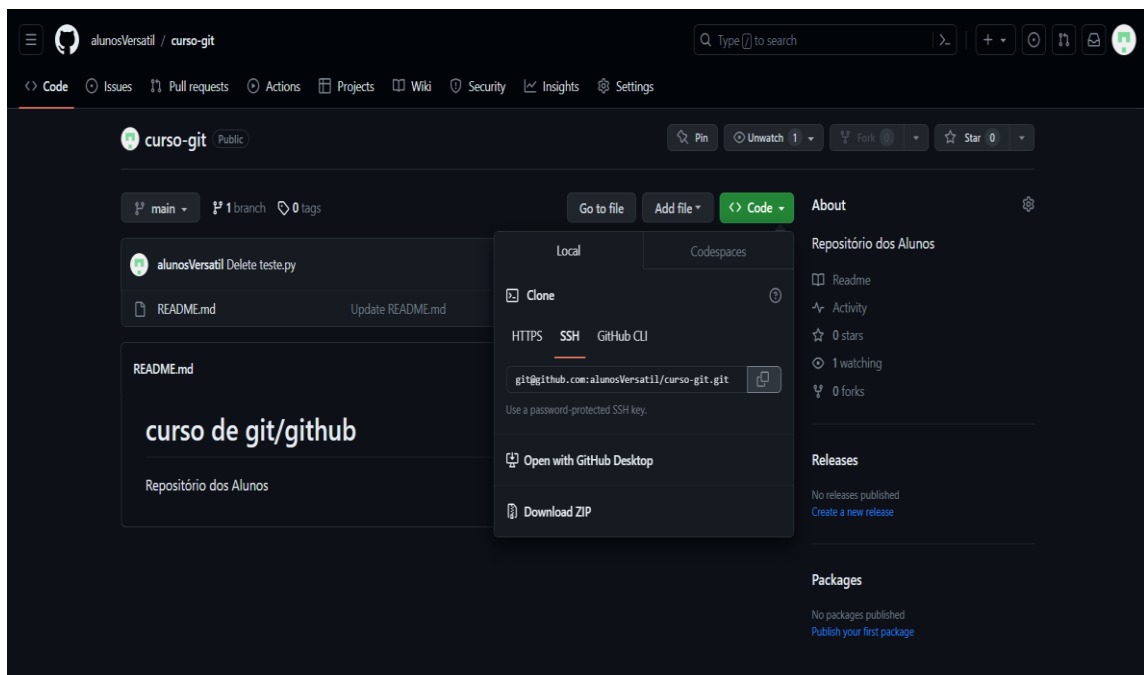 alunosVersatil / curso-git
Type / to search
Code Issues Pull requests Actions Projects Wiki Security Insights Settings
curso-git Public
Pin Unwatch 1 Fork 0 Star 0
main 1 branch 0 tags
Go to file Add file Code
alunosVersatil Delete teste.py
README.md Update README.md
README.md
curso de git/github
Repositório dos Alunos
Local Codespaces
Clone
HTTPS SSH GitHub CLI
git@github.com:alunosVersatil/curso-git.git
Use a password-protected SSH key.
Open with GitHub Desktop
Download ZIP
About
Repositório dos Alunos
Readme
Activity
0 stars
1 watching
0 forks
Releases
No releases published
Create a new release
Packages
No packages published
Publish your first package